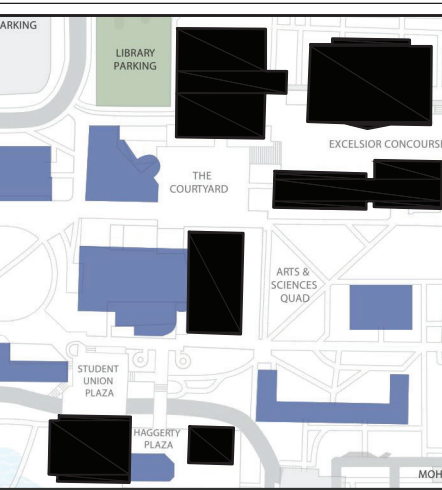 ARKING
LIBRARY
PARKING
EXCELSIOR CONCOURS
THE
COURTYARD
ARTS &
SCIENCES
QUAD
STUDENT
UNION
PLAZA
HAGGERTY
PLAZA
MOH